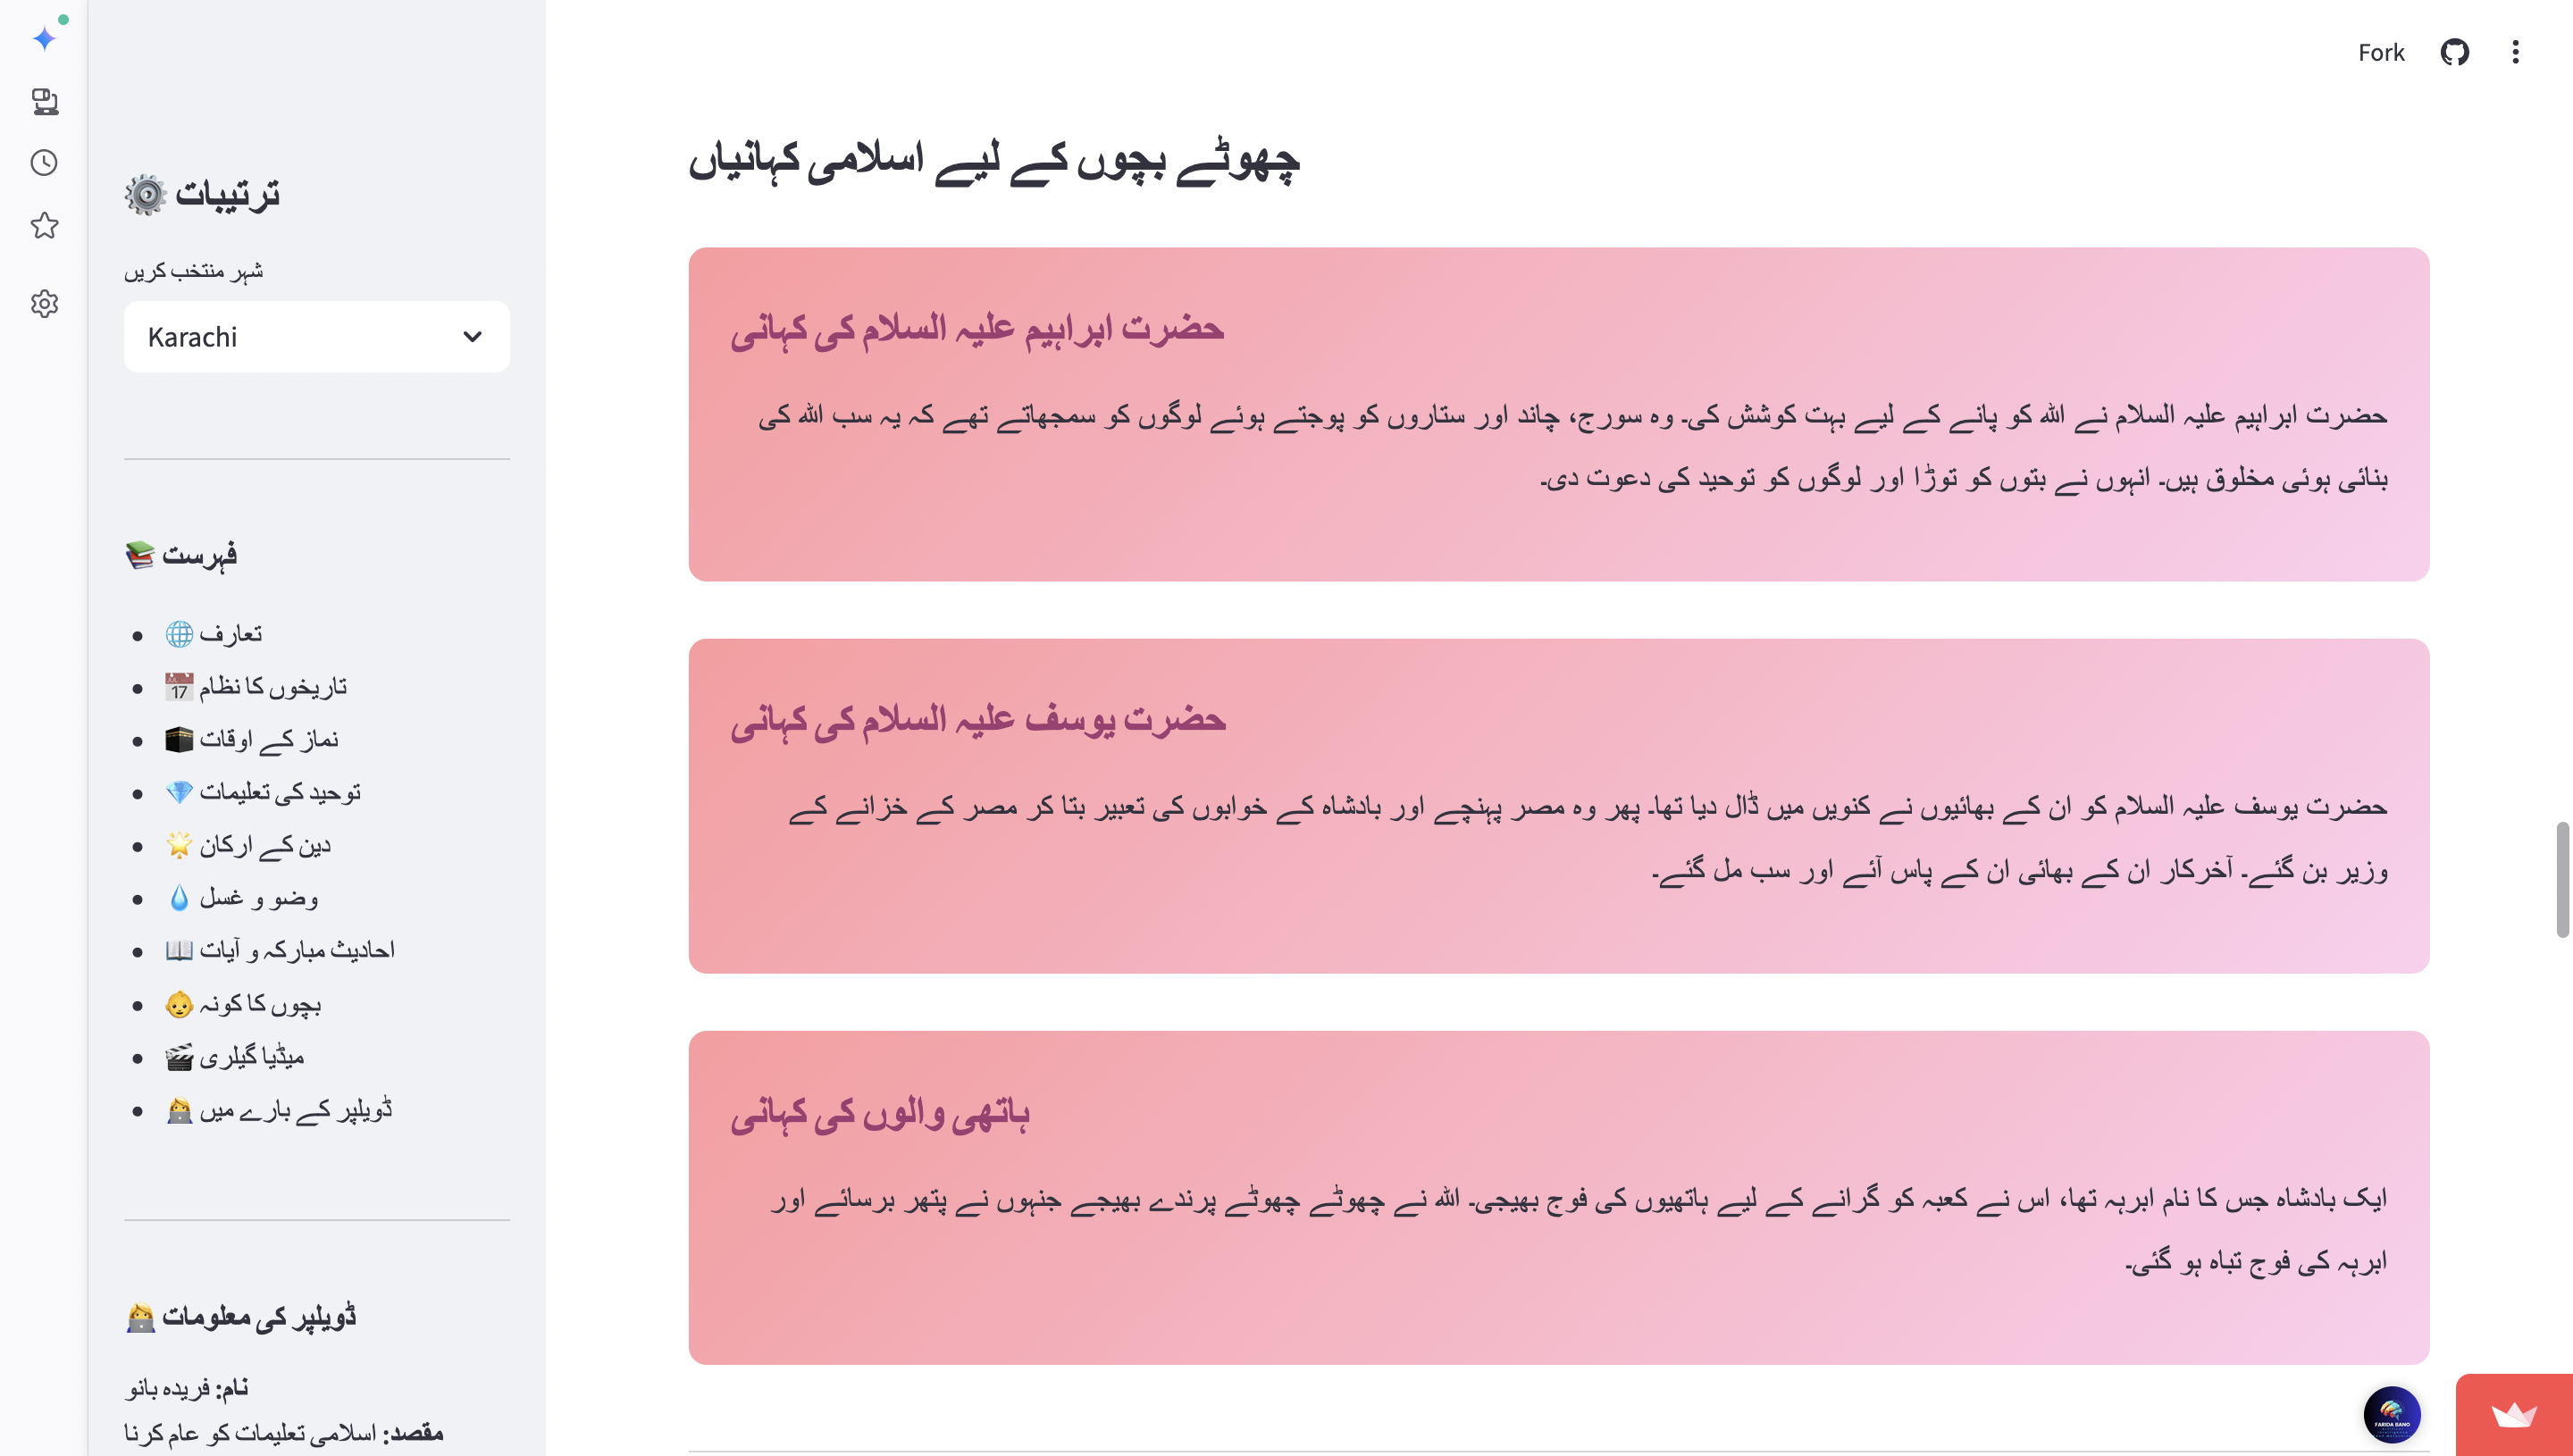 Fork
ترتیبات
شہر منتخب کریں
Karachi
فہرست
تعارف
تاریخوں کا نظام
نماز کے اوقات
توحید کی تعلیمات
دین کے ارکان
وضو و غسل
احادیث مبارکہ و آیات
بچوں کا کونہ
میڈیا گیلری
ڈویلپر کے بارے میں
ڈویلپر کی معلومات
نام: فریدہ بانو
مقصد: اسلامی تعلیمات کو عام کرنا
چھوٹے بچوں کے لیے اسلامی کہانیاں
حضرت ابراہیم علیہ السلام کی کہانی
حضرت ابراہیم علیہ السلام نے اللہ کو پانے کے لیے بہت کوشش کی۔ وہ سورج، چاند اور ستاروں کو پوجتے ہوئے لوگوں کو سمجھاتے تھے کہ یہ سب اللہ کی
بنائی ہوئی مخلوق ہیں۔ انہوں نے بتوں کو توڑا اور لوگوں کو توحید کی دعوت دی۔
حضرت یوسف علیہ السلام کی کہانی
حضرت یوسف علیہ السلام کو ان کے بھائیوں نے کنویں میں ڈال دیا تھا۔ پھر وہ مصر پہنچے اور بادشاہ کے خوابوں کی تعبیر بتا کر مصر کے خزانے کے
وزیر بن گئے۔ آخرکار ان کے بھائی ان کے پاس آئے اور سب مل گئے۔
ہاتھی والوں کی کہانی
ایک بادشاہ جس کا نام ابرہہ تھا، اس نے کعبہ کو گرانے کے لیے ہاتھیوں کی فوج بھیجی۔ اللہ نے چھوٹے چھوٹے پرندے بھیجے جنہوں نے پتھر برسائے اور
ابرہہ کی فوج تباہ ہو گئی۔
FARIDA BANO